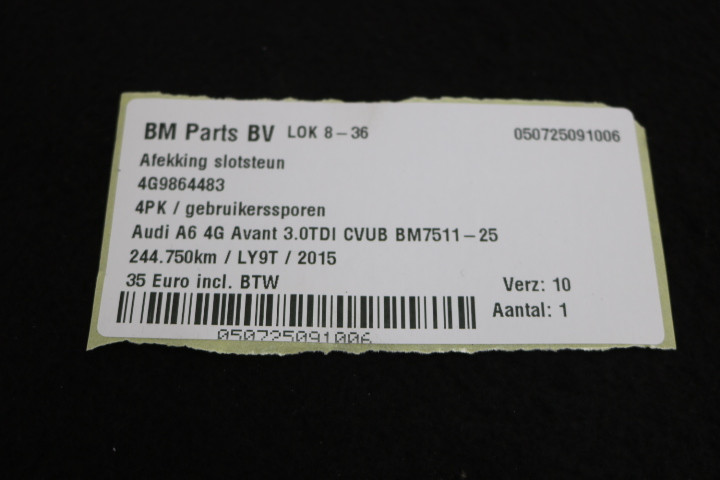 BM Parts BV LOK 8-36 050725091006
Afekking slotsteun
4G9864483
4PK / gebruikerssporen
Audi A6 4G Avant 3.0TDI CVUB BM7511-25
244.750km / LY9T / 2015
35 Euro incl. BTW Verz: 10
Aantal: 1
050725091006